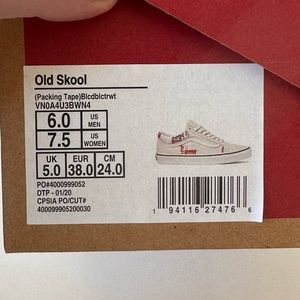 Old Skool
(Packing Tape)Blcdblctrwt
VN0A4U3BWN4
6.0 US MEN
7.5 US WOMEN
UK EUR CM
5.0 38.0 24.0
PO#4000999052
DTP - 01/20
CPSIA PO/CUT#
400099905200030
1 94116 27476 6